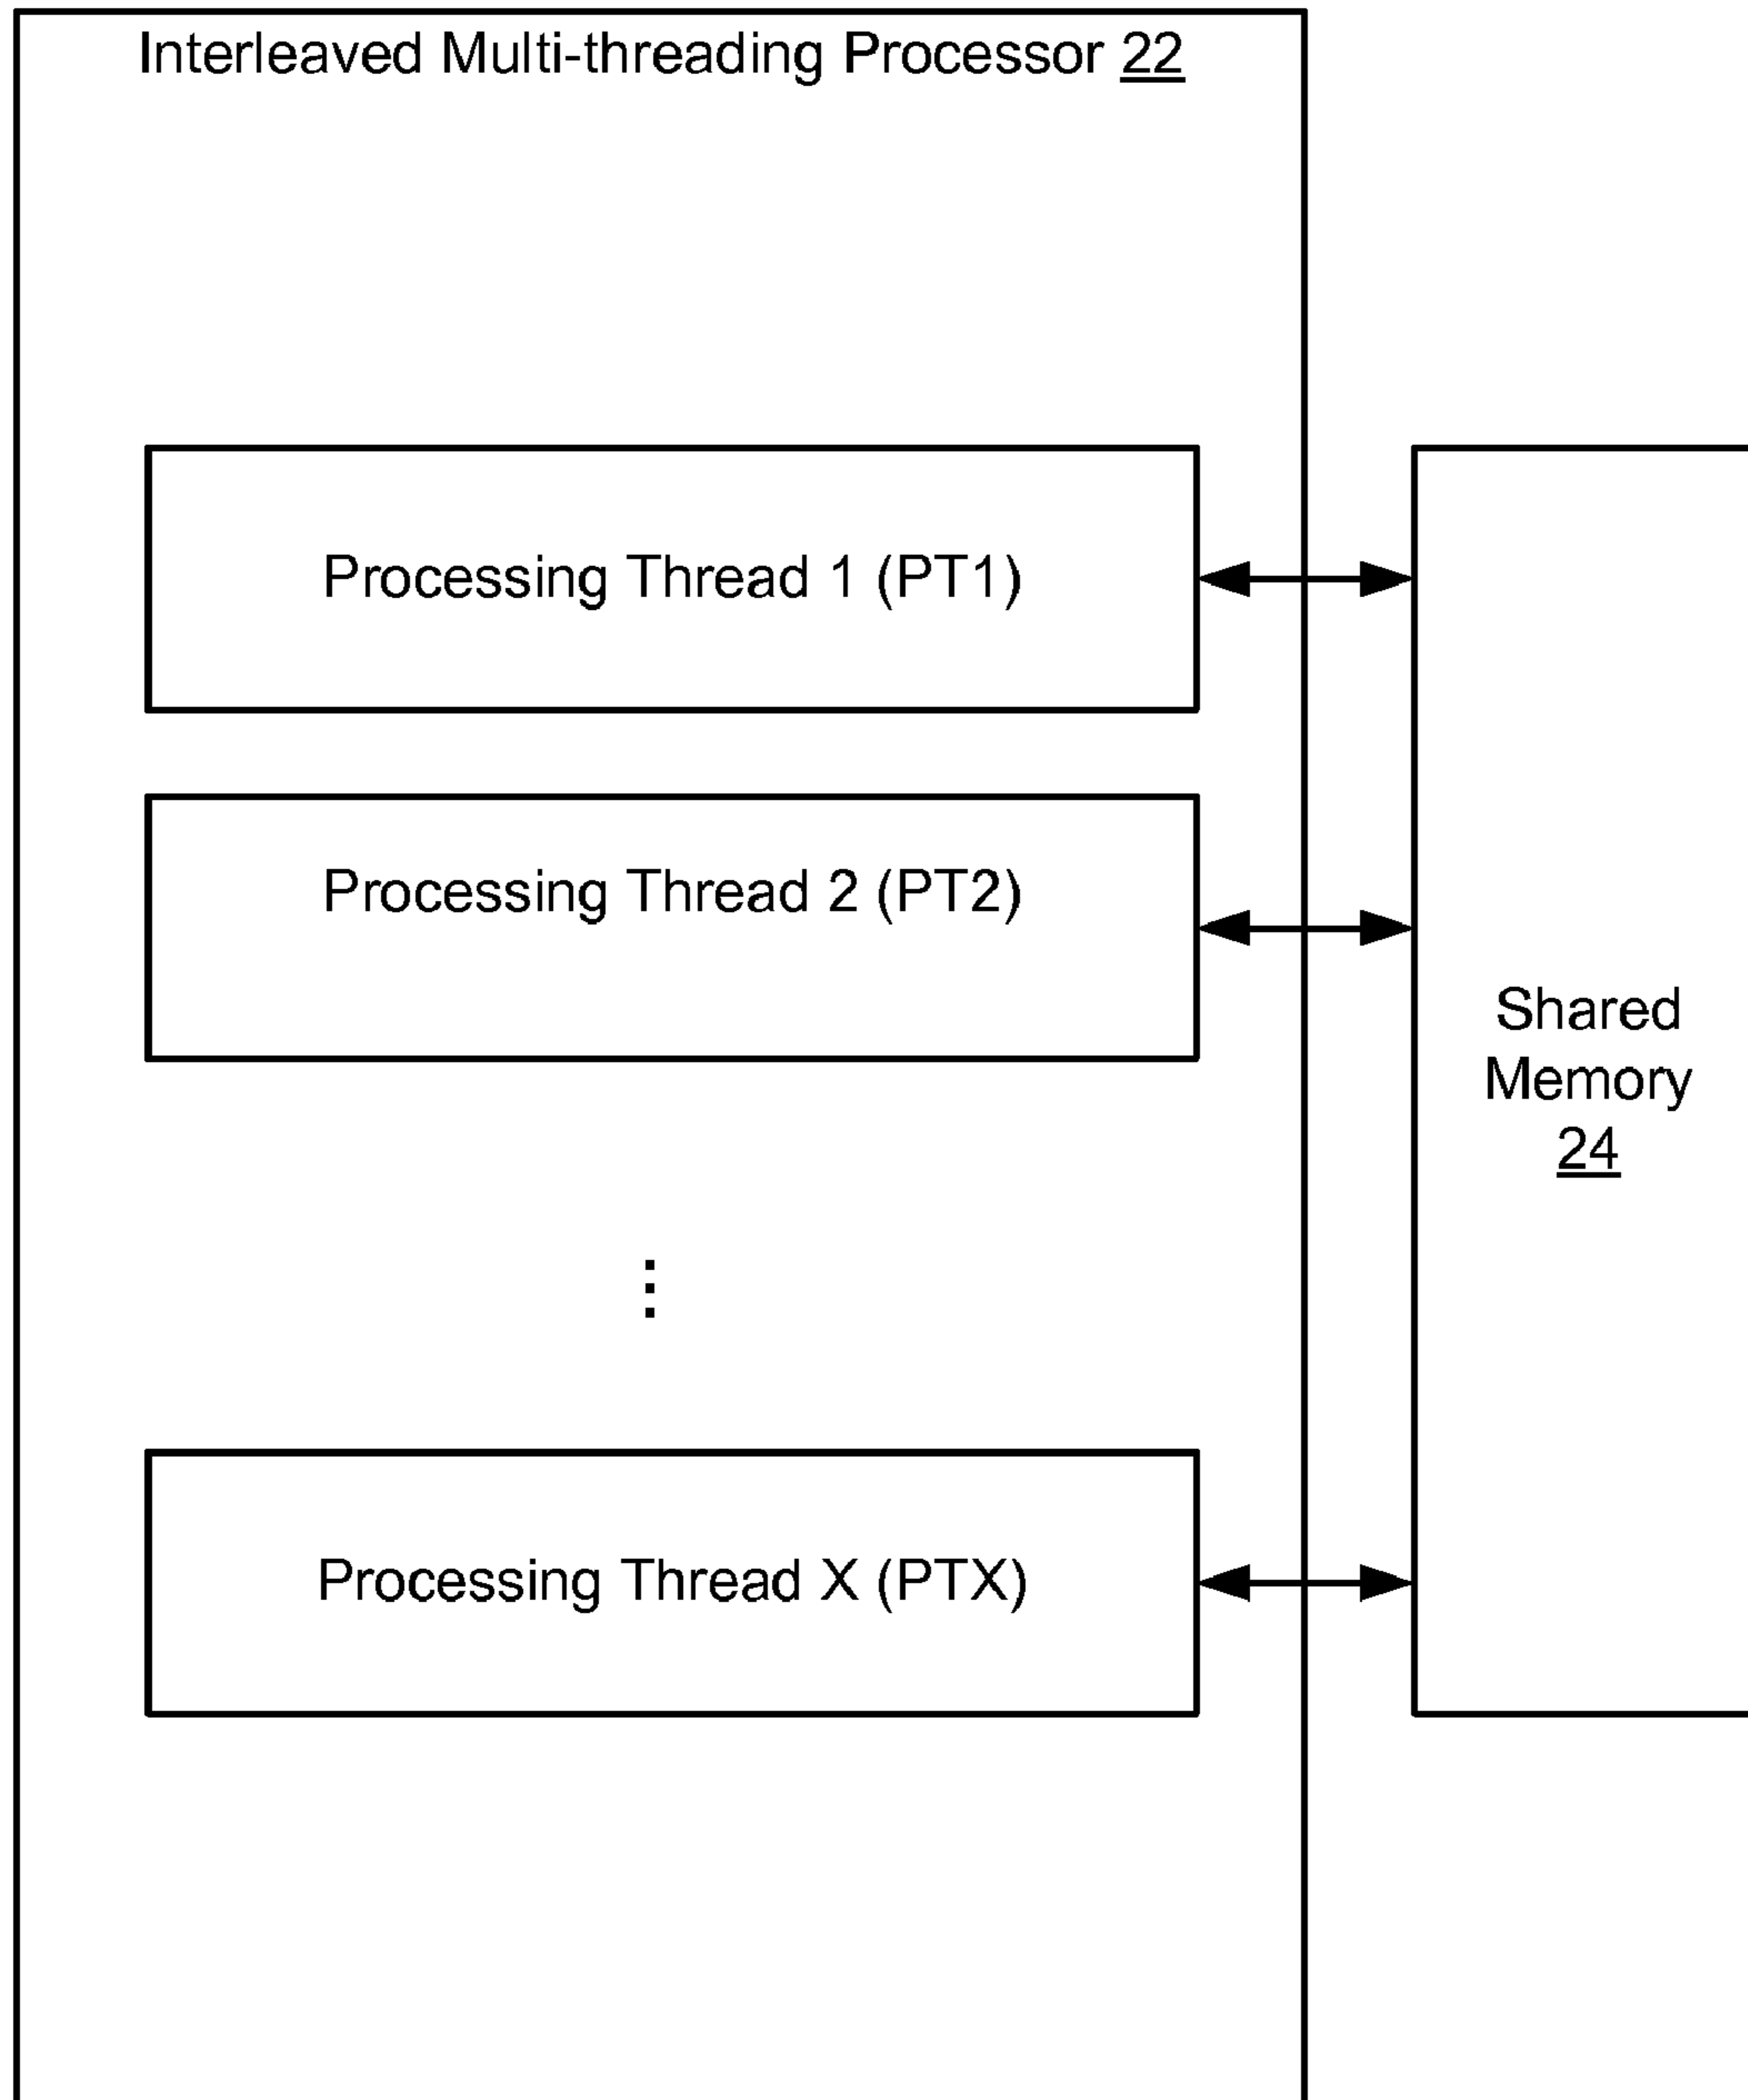 Interleaved Multi-threading Processor 22
Processing Thread 1 (PT1)
Processing Thread 2 (PT2)
Shared
Memory
24
⋮
Processing Thread X (PTX)